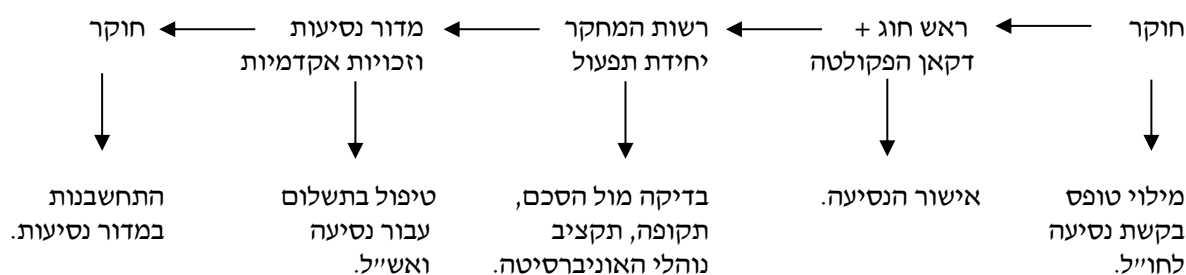 חוקר
ראש חוג +
דקאן הפקולטה
רשות המחקר
יחידת תפעול
מדור נסיעות
וזכויות אקדמיות
חוקר
מילוי טופס
בקשת נסיעה
לחו״ל.
אישור הנסיעה.
בדיקה מול הסכם,
תקופה, תקציב
נוהלי האוניברסיטה.
טיפול בתשלום
עבור נסיעה
ואש״ל.
התחשבנות
במדור נסיעות.